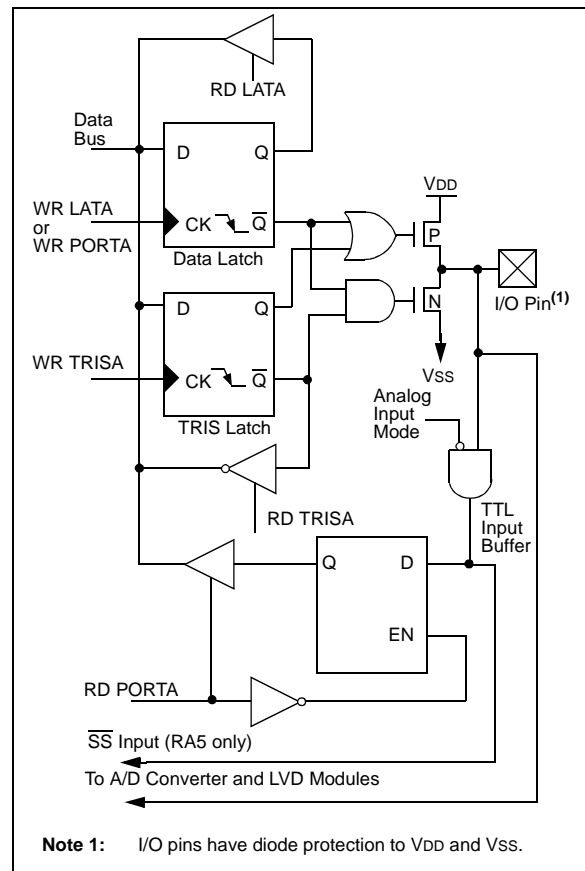 RD LATA
Data
Bus
D
Q
VDD
WR LATA
or
WR PORTA
CK
Q̅
P
Data Latch
I/O Pin(1)
D
Q
N
WR TRISA
CK
Q̅
VSS
TRIS Latch
Analog
Input
Mode
RD TRISA
TTL
Input
Buffer
Q
D
EN
RD PORTA
S̅S̅ Input (RA5 only)
To A/D Converter and LVD Modules
Note 1: I/O pins have diode protection to VDD and VSS.